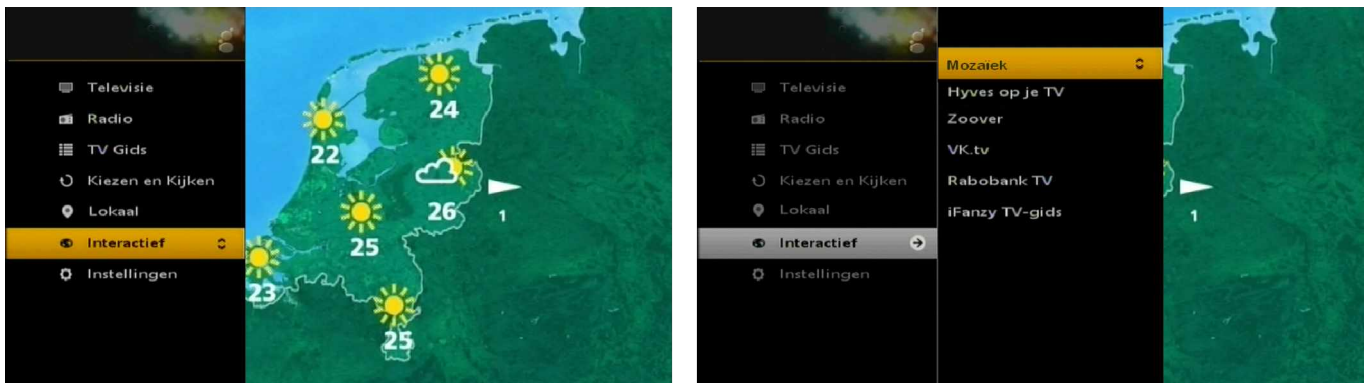 Televisie
Radio
TV Gids
Kiezen en Kijken
Lokaal
Interactief
Instellingen
24
22
26
1
25
23
25
Televisie
Radio
TV Gids
Kiezen en Kijken
Lokaal
Interactief
Instellingen
Mozaiek
Hyves op je TV
Zoover
VK.tv
Rabobank TV
iFanzy TV-gids
1